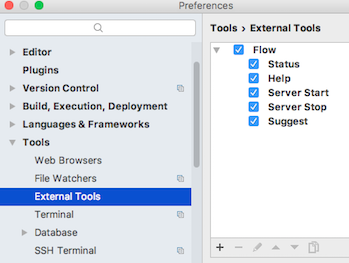 Preferences
Editor
Plugins
Version Control
Build, Execution, Deployment
Languages & Frameworks
Tools
Web Browsers
File Watchers
External Tools
Terminal
Database
SSH Terminal
Tools › External Tools
Flow
Status
Help
Server Start
Server Stop
Suggest